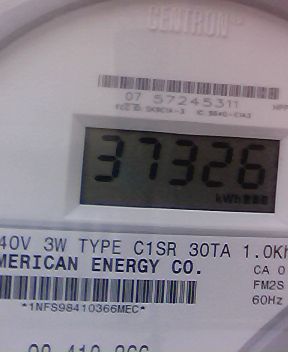 CENTRON
07 57245311
37326
kWh
40V 3W TYPE C1SR 30TA 1.0Kh
MERICAN ENERGY CO.
CA 0
FM2S
60Hz
*1NFS98410366MEC*